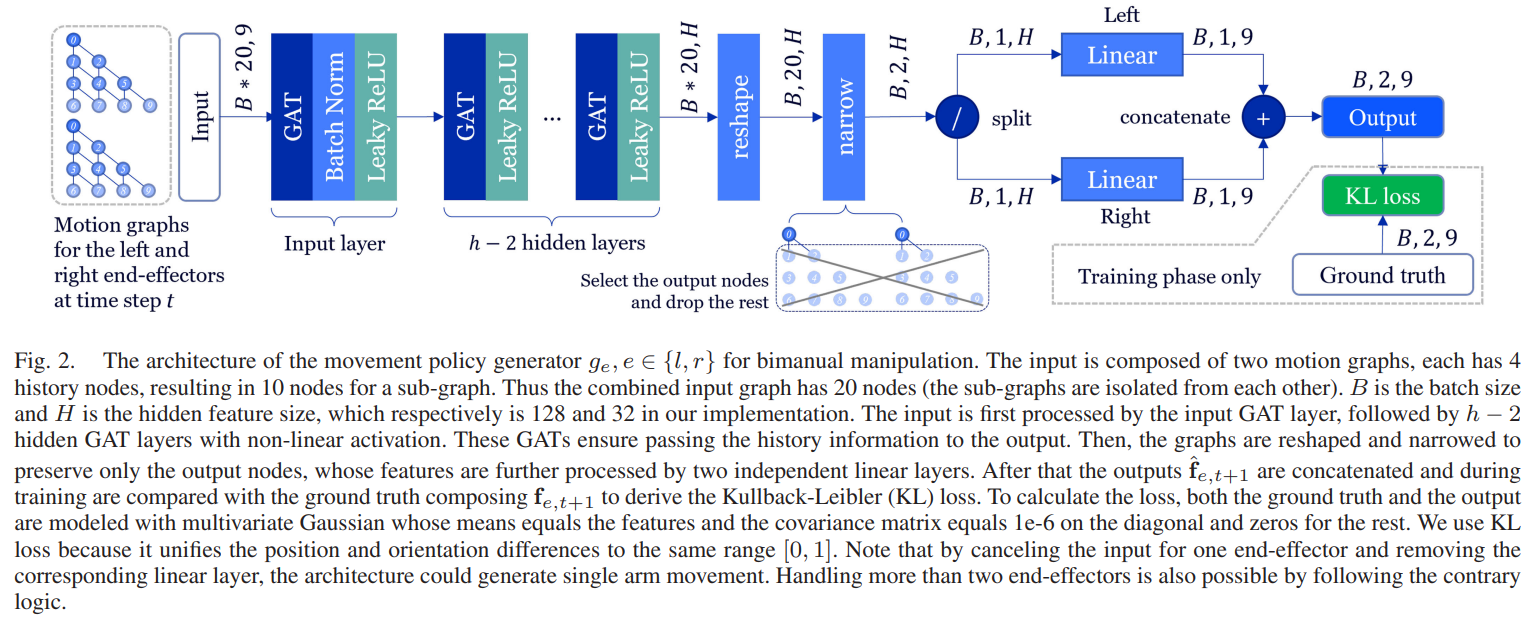 0
1 2
3 4 5
6 7 8 9
0
1 2
3 4 5
6 7 8 9
Motion graphs
for the left and
right end-effectors
at time step t
Input
B * 20, 9
GAT
Batch Norm
Leaky ReLU
Input layer
GAT
Leaky ReLU
...
GAT
Leaky ReLU
h − 2 hidden layers
B * 20, H
reshape
B, 20, H
narrow
B, 2, H
0 0
1 2 1 2
3 4 5 3 4 5
6 7 8 9 6 7 8 9
Select the output nodes
and drop the rest
/
split
B, 1, H
Left
Linear
B, 1, 9
B, 1, H
Linear
Right
B, 1, 9
concatenate
+
B, 2, 9
Output
KL loss
B, 2, 9
Training phase only
Ground truth
Fig. 2. The architecture of the movement policy generator gₑ, e ∈ {l, r} for bimanual manipulation. The input is composed of two motion graphs, each has 4
history nodes, resulting in 10 nodes for a sub-graph. Thus the combined input graph has 20 nodes (the sub-graphs are isolated from each other). B is the batch size
and H is the hidden feature size, which respectively is 128 and 32 in our implementation. The input is first processed by the input GAT layer, followed by h − 2
hidden GAT layers with non-linear activation. These GATs ensure passing the history information to the output. Then, the graphs are reshaped and narrowed to
preserve only the output nodes, whose features are further processed by two independent linear layers. After that the outputs f̂e,t+1 are concatenated and during
training are compared with the ground truth composing fe,t+1 to derive the Kullback-Leibler (KL) loss. To calculate the loss, both the ground truth and the output
are modeled with multivariate Gaussian whose means equals the features and the covariance matrix equals 1e-6 on the diagonal and zeros for the rest. We use KL
loss because it unifies the position and orientation differences to the same range [0, 1]. Note that by canceling the input for one end-effector and removing the
corresponding linear layer, the architecture could generate single arm movement. Handling more than two end-effectors is also possible by following the contrary
logic.